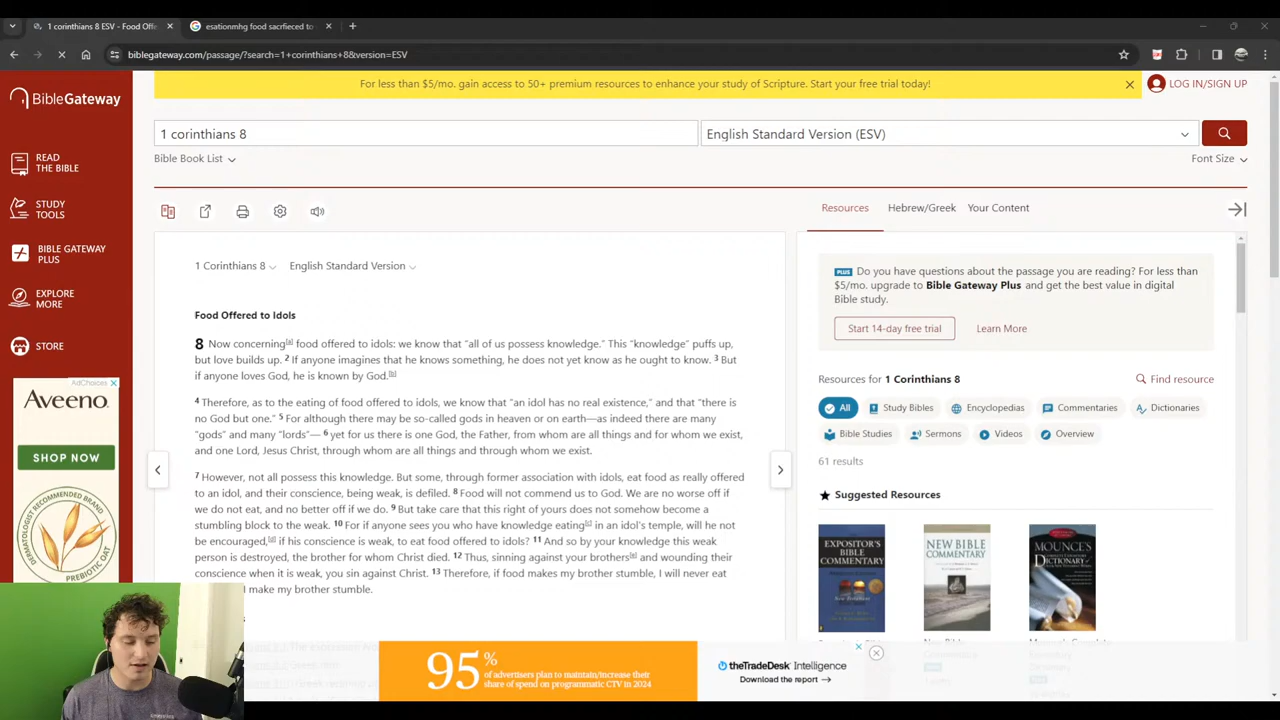 1 corinthians 8 ESV - Food Offe
esationmhg food sacrfieced to
biblegateway.com/passage/?search=1+corinthians+8&version=ESV
For less than $5/mo. gain access to 50+ premium resources to enhance your study of Scripture. Start your free trial today!
LOG IN/SIGN UP
BibleGateway
1 corinthians 8
English Standard Version (ESV)
Bible Book List
Font Size
READ
THE BIBLE
STUDY
TOOLS
BIBLE GATEWAY
PLUS
EXPLORE
MORE
STORE
AdChoices
Aveeno.
SHOP NOW
DERMATOLOGIST RECOMMENDED BRAND
PREBIOTIC OAT
Resources
Hebrew/Greek
Your Content
1 Corinthians 8
English Standard Version
Food Offered to Idols
8 Now concerning[a] food offered to idols: we know that “all of us possess knowledge.” This “knowledge” puffs up,
but love builds up. 2 If anyone imagines that he knows something, he does not yet know as he ought to know. 3 But
if anyone loves God, he is known by God.[b]
4 Therefore, as to the eating of food offered to idols, we know that “an idol has no real existence,” and that “there is
no God but one.” 5 For although there may be so-called gods in heaven or on earth—as indeed there are many
“gods” and many “lords”— 6 yet for us there is one God, the Father, from whom are all things and for whom we exist,
and one Lord, Jesus Christ, through whom are all things and through whom we exist.
7 However, not all possess this knowledge. But some, through former association with idols, eat food as really offered
to an idol, and their conscience, being weak, is defiled. 8 Food will not commend us to God. We are no worse off if
we do not eat, and no better off if we do. 9 But take care that this right of yours does not somehow become a
stumbling block to the weak. 10 For if anyone sees you who have knowledge eating[c] in an idol’s temple, will he not
be encouraged,[d] if his conscience is weak, to eat food offered to idols? 11 And so by your knowledge this weak
person is destroyed, the brother for whom Christ died. 12 Thus, sinning against your brothers[e] and wounding their
conscience when it is weak, you sin against Christ. 13 Therefore, if food makes my brother stumble, I will never eat
I make my brother stumble.
PLUS Do you have questions about the passage you are reading? For less than
$5/mo. upgrade to Bible Gateway Plus and get the best value in digital
Bible study.
Start 14-day free trial
Learn More
Resources for 1 Corinthians 8
Find resource
All
Study Bibles
Encyclopedias
Commentaries
Dictionaries
Bible Studies
Sermons
Videos
Overview
61 results
Suggested Resources
EXPOSITOR'S
BIBLE
COMMENTARY
NEW BIBLE
COMMENTARY
MOUNCE'S
COMPLETE EXPOSITORY
DICTIONARY
95%
of advertisers plan to maintain/increase their
share of spend on programmatic CTV in 2024
theTradeDesk Intelligence
Download the report